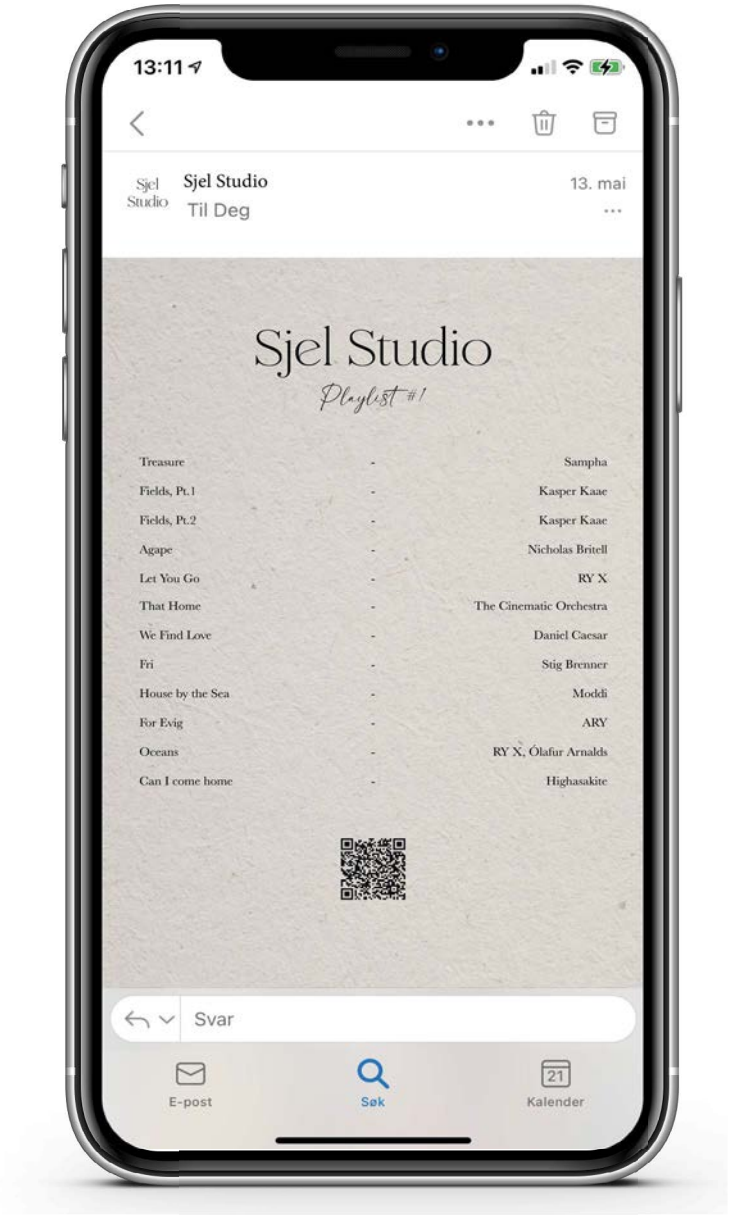 13:11
Sjel
Studio
Sjel Studio
13. mai
Til Deg
Sjel Studio
Playlist #1
Treasure - Sampha
Fields, Pt.1 - Kasper Kaae
Fields, Pt.2 - Kasper Kaae
Agape - Nicholas Britell
Let You Go - RY X
That Home - The Cinematic Orchestra
We Find Love - Daniel Caesar
Fri - Stig Brenner
House by the Sea - Moddi
For Evig - ARY
Oceans - RY X, Ólafur Arnalds
Can I come home - Highasakite
Svar
21
E-post Søk Kalender